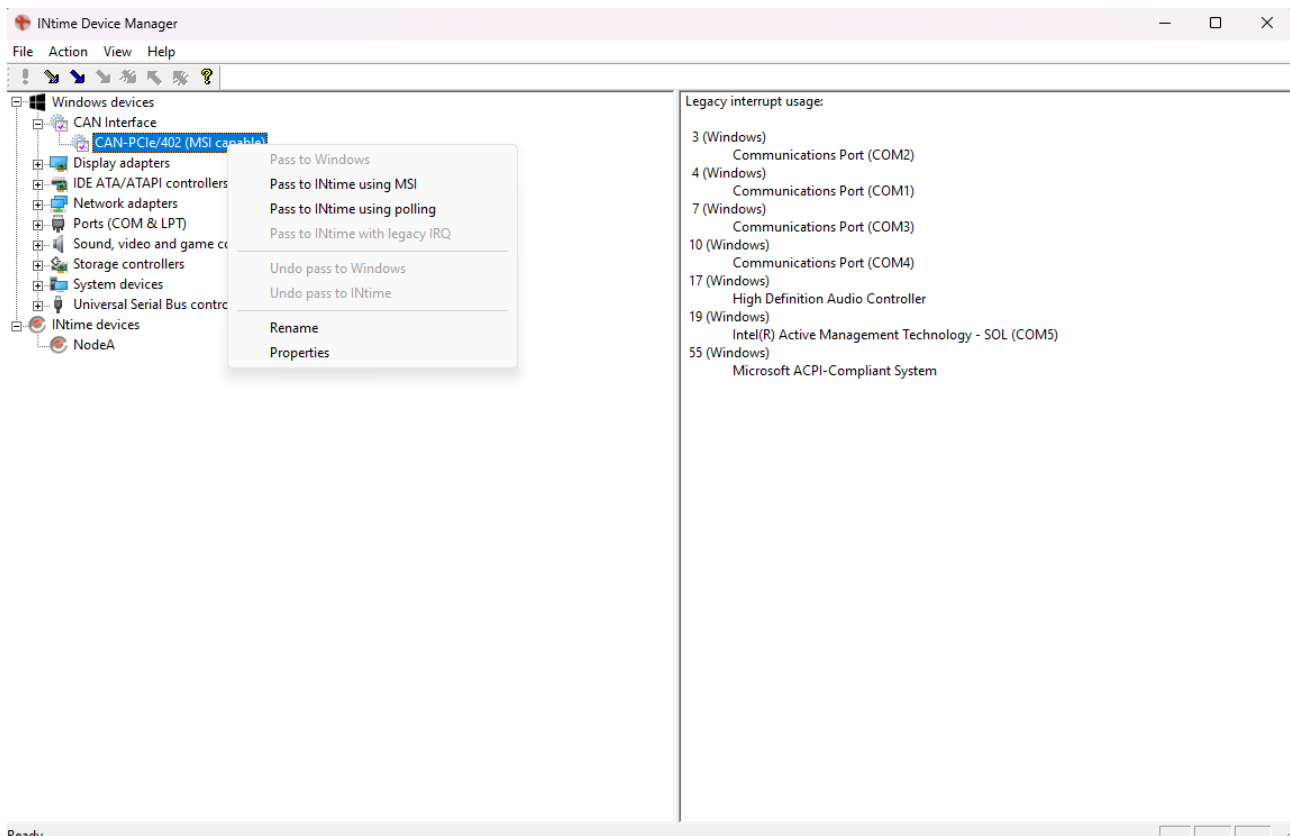 INtime Device Manager
File Action View Help
Windows devices
CAN Interface
CAN-PCIe/402 (MSI capable)
Display adapters
IDE ATA/ATAPI controllers
Network adapters
Ports (COM & LPT)
Sound, video and game co
Storage controllers
System devices
Universal Serial Bus contro
INtime devices
NodeA
Pass to Windows
Pass to INtime using MSI
Pass to INtime using polling
Pass to INtime with legacy IRQ
Undo pass to Windows
Undo pass to INtime
Rename
Properties
Legacy interrupt usage:
3 (Windows)
Communications Port (COM2)
4 (Windows)
Communications Port (COM1)
7 (Windows)
Communications Port (COM3)
10 (Windows)
Communications Port (COM4)
17 (Windows)
High Definition Audio Controller
19 (Windows)
Intel(R) Active Management Technology - SOL (COM5)
55 (Windows)
Microsoft ACPI-Compliant System
Ready